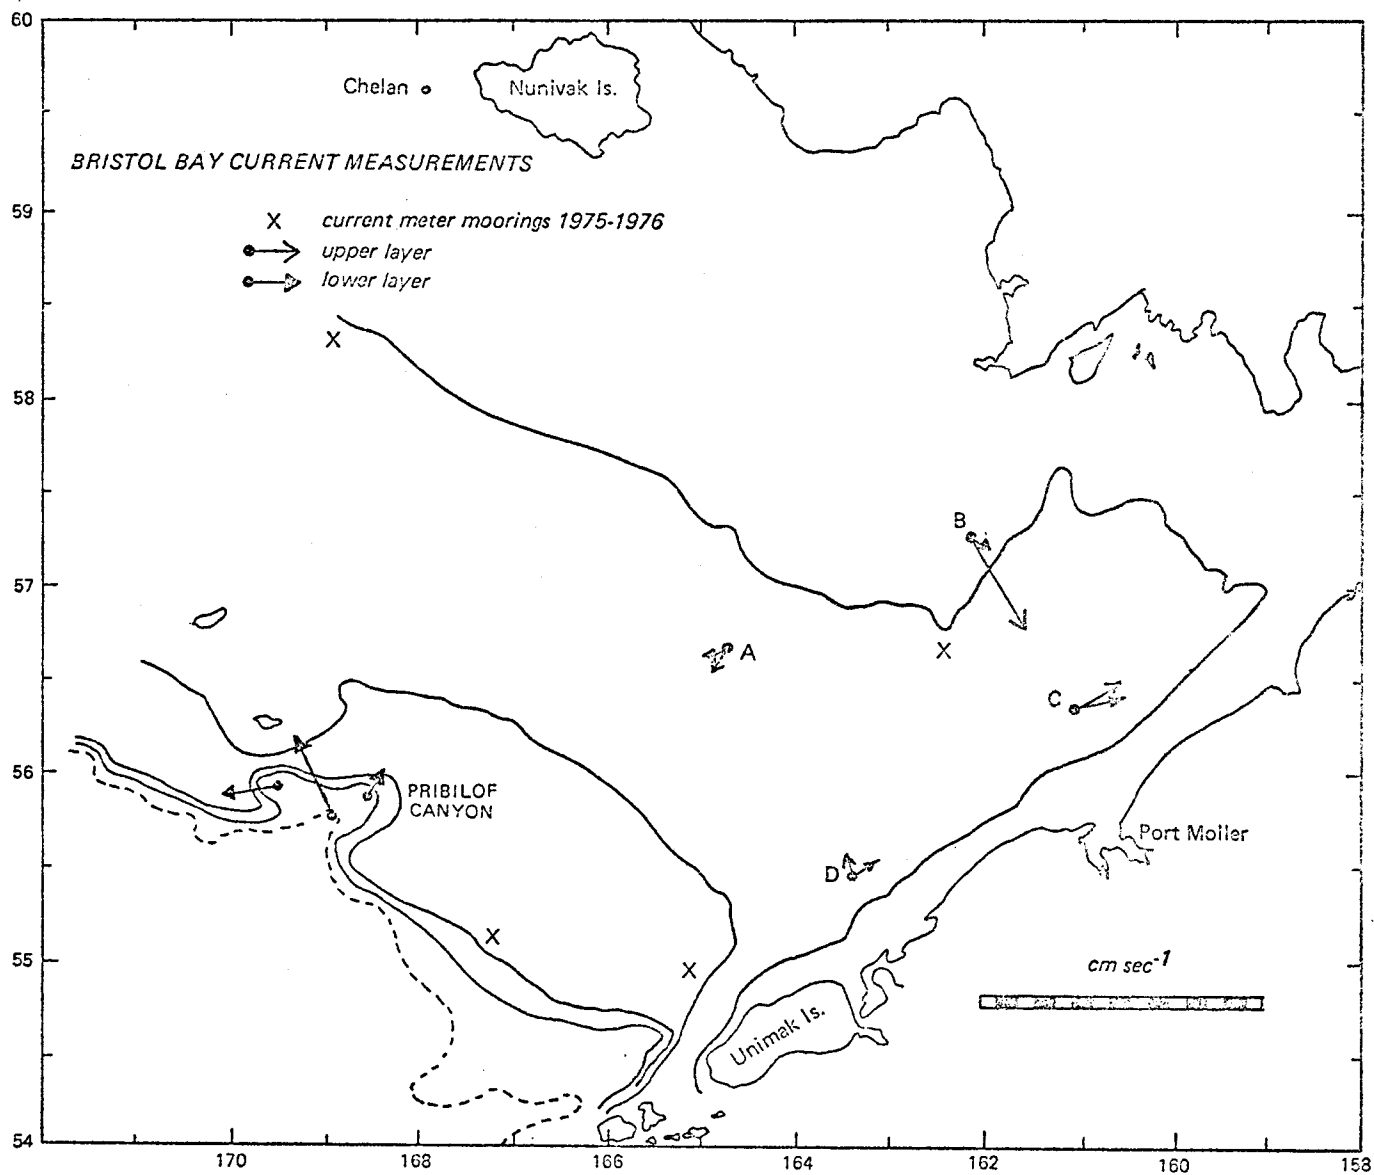 60
Chelan
Nunivak Is.
BRISTOL BAY CURRENT MEASUREMENTS
59
X current meter moorings 1975-1976
upper layer
lower layer
X
58
B
57
A
X
C
56
PRIBILOF
CANYON
Port Moller
D
X
X
55
cm sec-1
Unimak Is.
54
170 168 166 164 162 160 158